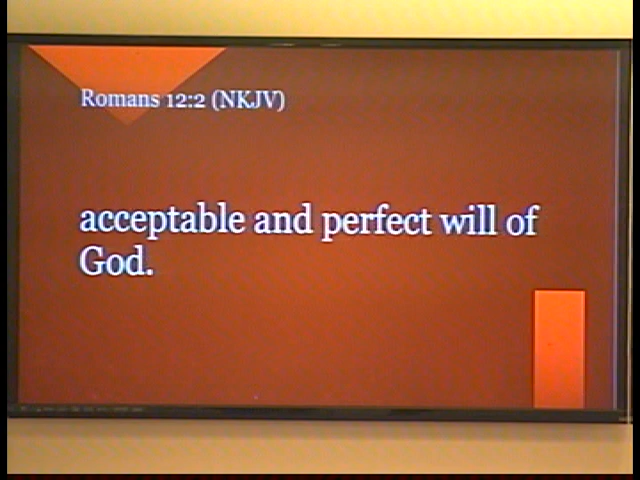 Romans 12:2 (NKJV)
acceptable and perfect will of
God.